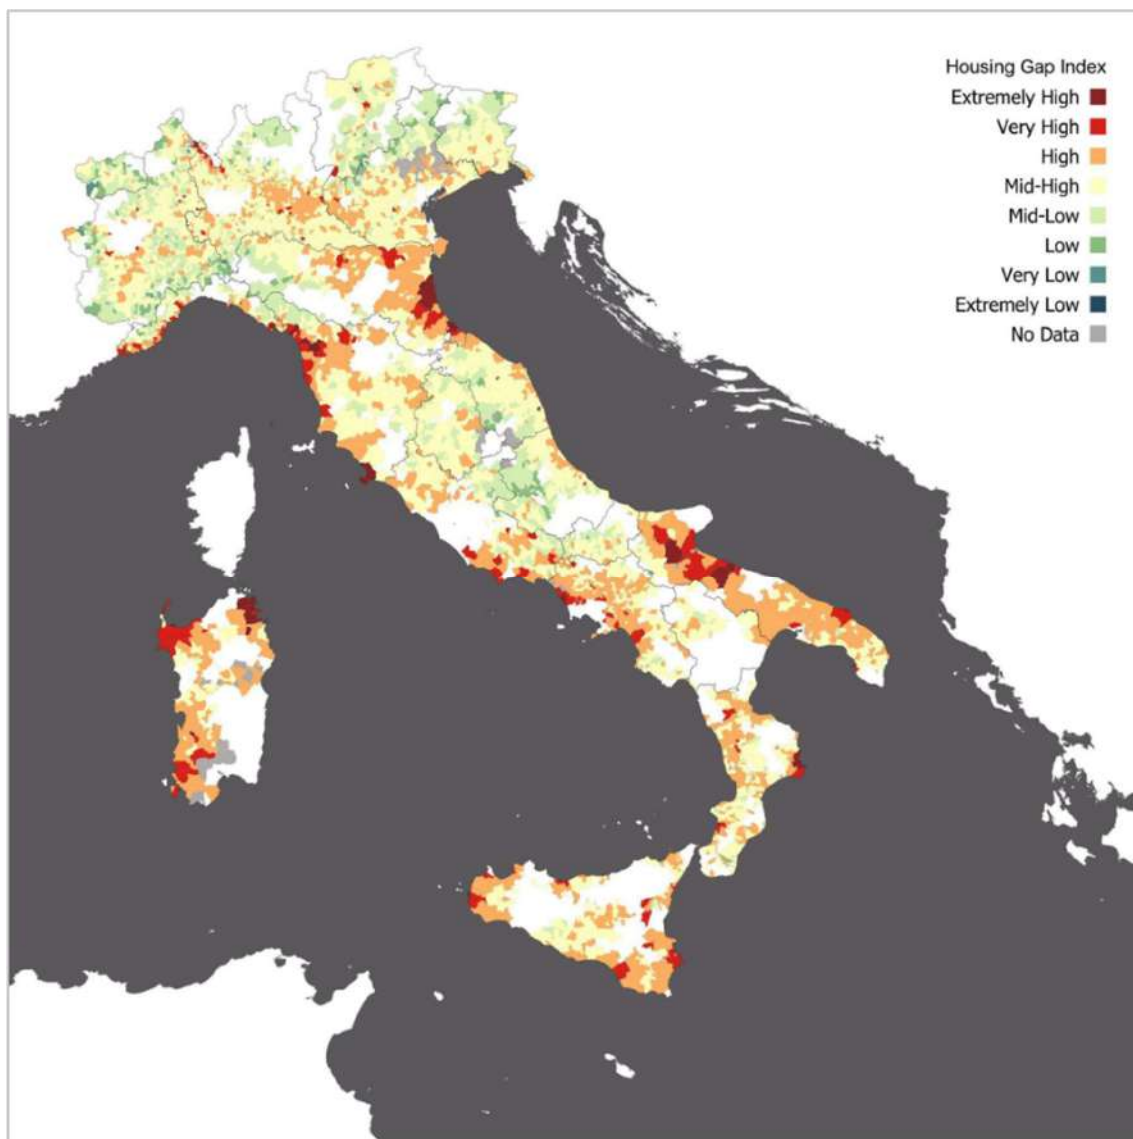 Housing Gap Index
Extremely High
Very High
High
Mid-High
Mid-Low
Low
Very Low
Extremely Low
No Data